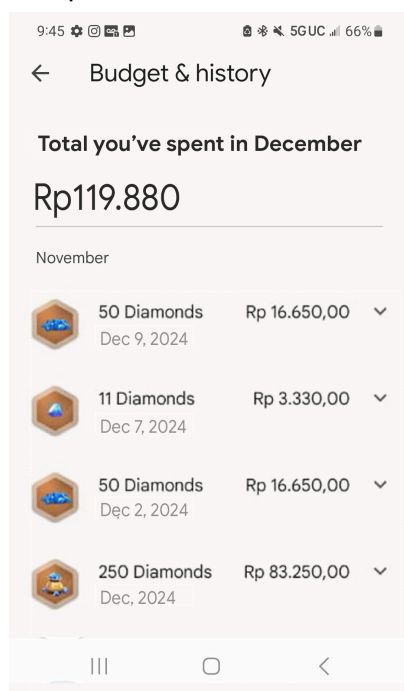 9:45 5G UC 66%
Budget & history
Total you've spent in December
Rp119.880
November
50 Diamonds Rp 16.650,00
Dec 9, 2024
11 Diamonds Rp 3.330,00
Dec 7, 2024
50 Diamonds Rp 16.650,00
Dęc 2, 2024
250 Diamonds Rp 83.250,00
Dec, 2024